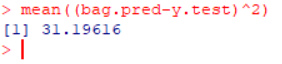 > mean((bag.pred-y.test)^2)
[1] 31.19616
>